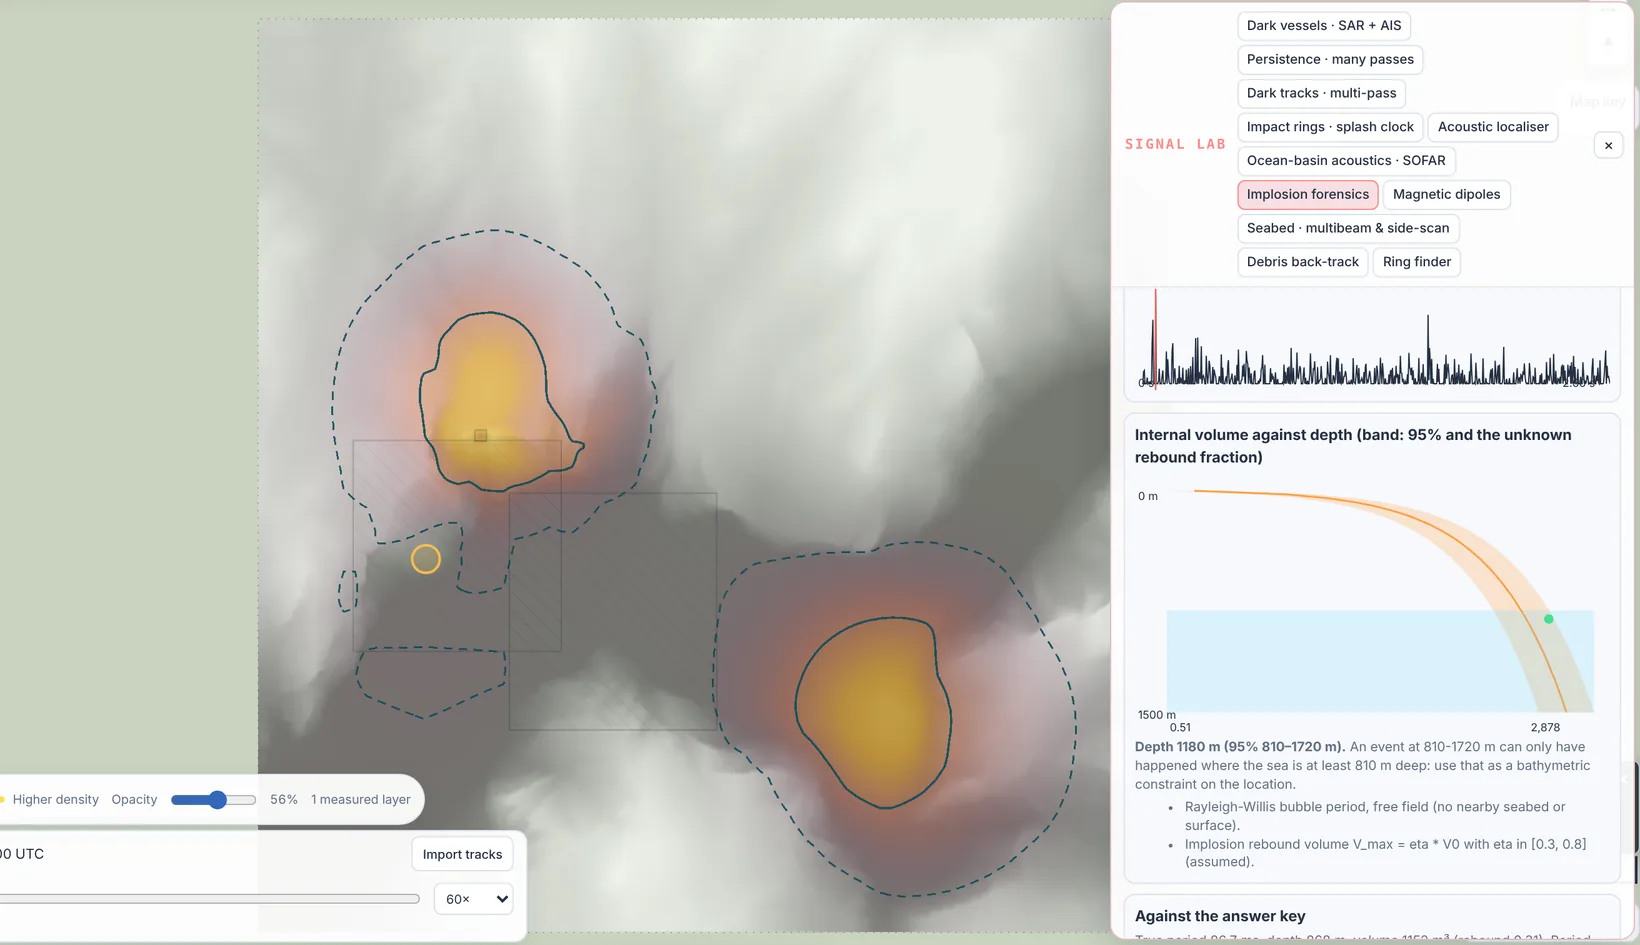 Dark vessels · SAR + AIS
Persistence · many passes
Dark tracks · multi-pass
Map key
Impact rings · splash clock
Acoustic localiser
SIGNAL LAB
×
Ocean-basin acoustics · SOFAR
Implosion forensics
Magnetic dipoles
Seabed · multibeam & side-scan
Debris back-track
Ring finder
Internal volume against depth (band: 95% and the unknown
rebound fraction)
0 m
1500 m
0.51
2,878
Depth 1180 m (95% 810–1720 m). An event at 810-1720 m can only have
happened where the sea is at least 810 m deep: use that as a bathymetric
constraint on the location.
• Rayleigh-Willis bubble period, free field (no nearby seabed or
surface).
• Implosion rebound volume V_max = eta * V0 with eta in [0.3, 0.8]
(assumed).
Against the answer key
Higher density
Opacity
56%
1 measured layer
00 UTC
Import tracks
60×